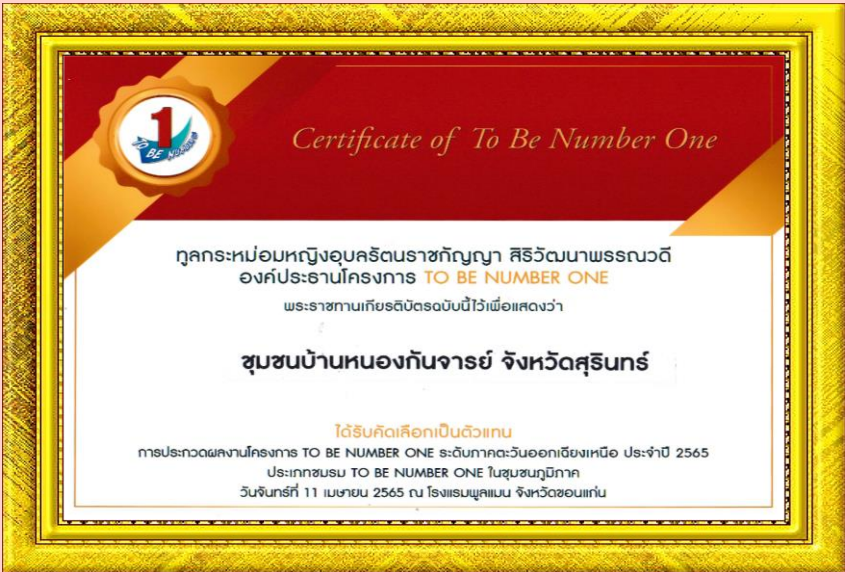 1
TO BE NUMBER ONE
Certificate of To Be Number One
ทูลกระหม่อมหญิงอุบลรัตนราชกัญญา สิริวัฒนาพรรณวดี
องค์ประธานโครงการ TO BE NUMBER ONE
พระราชทานเกียรติบัตรฉบับนี้ไว้เพื่อแสดงว่า
ชุมชนบ้านหนองกันจารย์ จังหวัดสุรินทร์
ได้รับคัดเลือกเป็นตัวแทน
การประกวดผลงานโครงการ TO BE NUMBER ONE ระดับภาคตะวันออกเฉียงเหนือ ประจำปี 2565
ประเภทชมรม TO BE NUMBER ONE ในชุมชนภูมิภาค
วันจันทร์ที่ 11 เมษายน 2565 ณ โรงแรมพูลแมน จังหวัดขอนแก่น